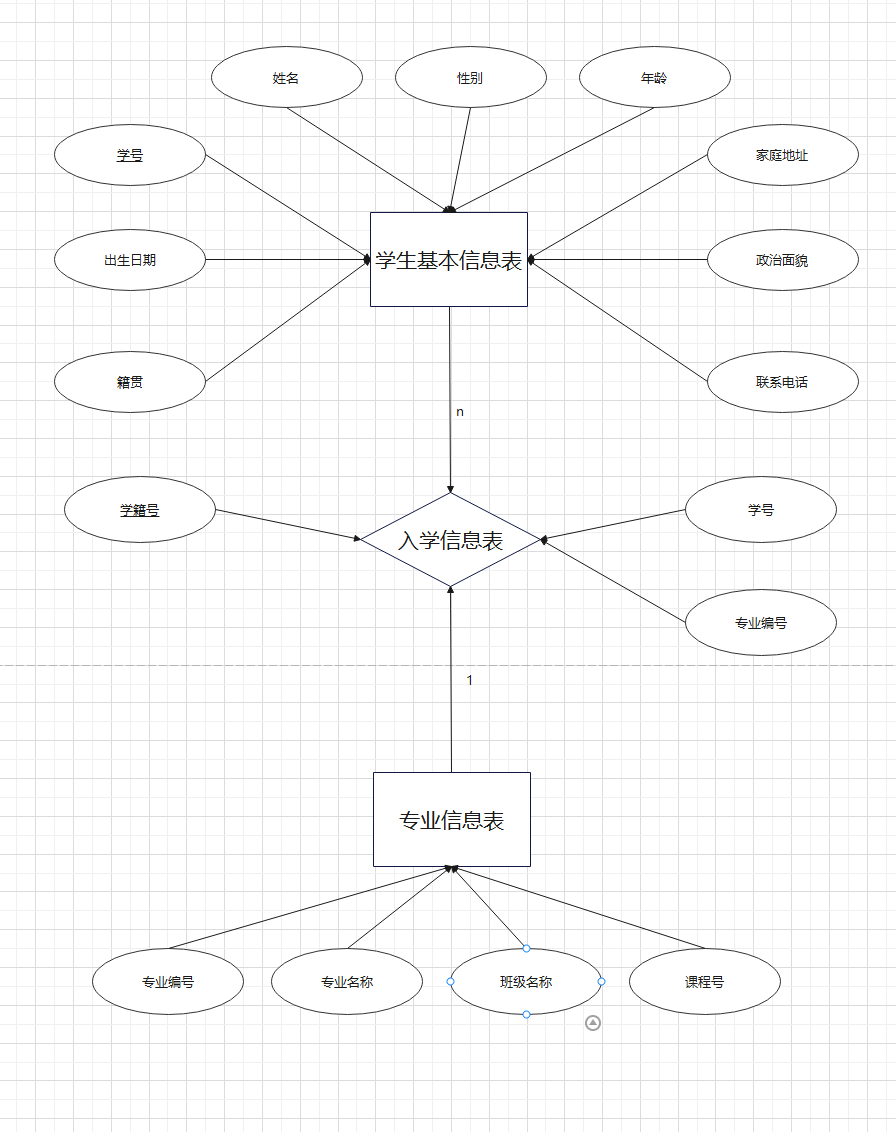 姓名
性别
年龄
学号
家庭地址
学生基本信息表
出生日期
政治面貌
籍贯
联系电话
n
学籍号
学号
入学信息表
专业编号
1
专业信息表
专业编号
专业名称
班级名称
课程号